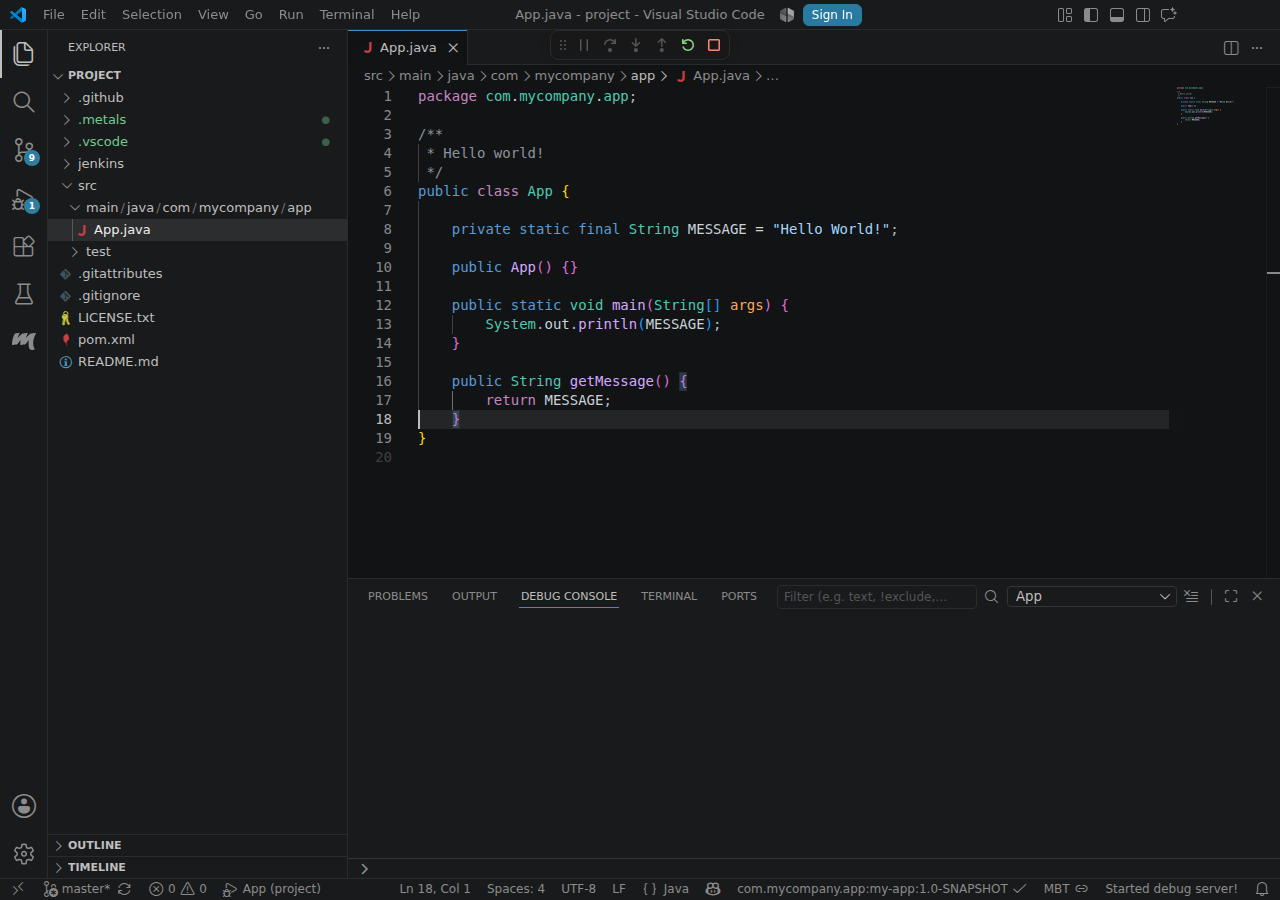 File Edit Selection View Go Run Terminal Help App.java - project - Visual Studio Code Sign In
EXPLORER
PROJECT
.github
.metals
.vscode
jenkins
src
main/java/com/mycompany/app
App.java
test
.gitattributes
.gitignore
LICENSE.txt
pom.xml
README.md
OUTLINE
TIMELINE
9
1
App.java
src > main > java > com > mycompany > app > App.java > ...
1 package com.mycompany.app;
2
3 /**
4  * Hello world!
5  */
6 public class App {
7
8     private static final String MESSAGE = "Hello World!";
9
10     public App() {}
11
12     public static void main(String[] args) {
13         System.out.println(MESSAGE);
14     }
15
16     public String getMessage() {
17         return MESSAGE;
18     }
19 }
20
PROBLEMS OUTPUT DEBUG CONSOLE TERMINAL PORTS Filter (e.g. text, !exclude,... App
master* 0 0 App (project) Ln 18, Col 1 Spaces: 4 UTF-8 LF { } Java com.mycompany.app:my-app:1.0-SNAPSHOT MBT Started debug server!